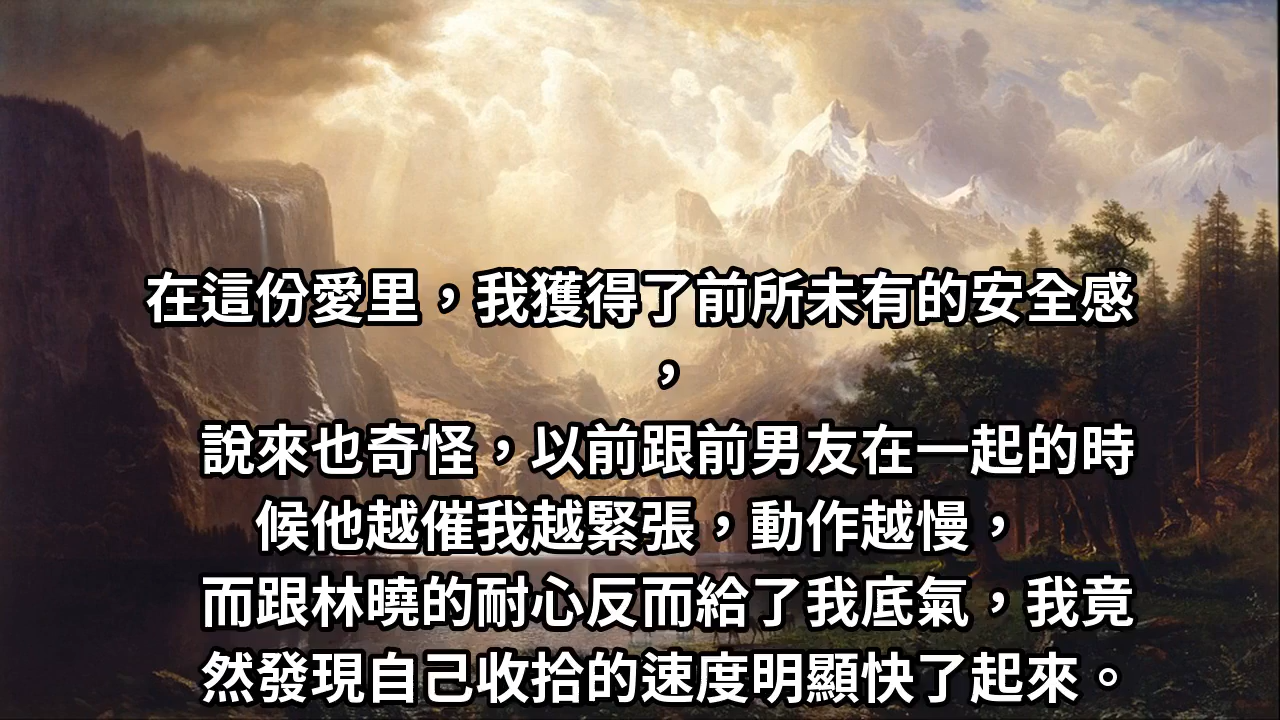 在這份愛里，我獲得了前所未有的安全感
，
說來也奇怪，以前跟前男友在一起的時
候他越催我越緊張，動作越慢，
而跟林曉的耐心反而給了我底氣，我竟
然發現自己收拾的速度明顯快了起來。